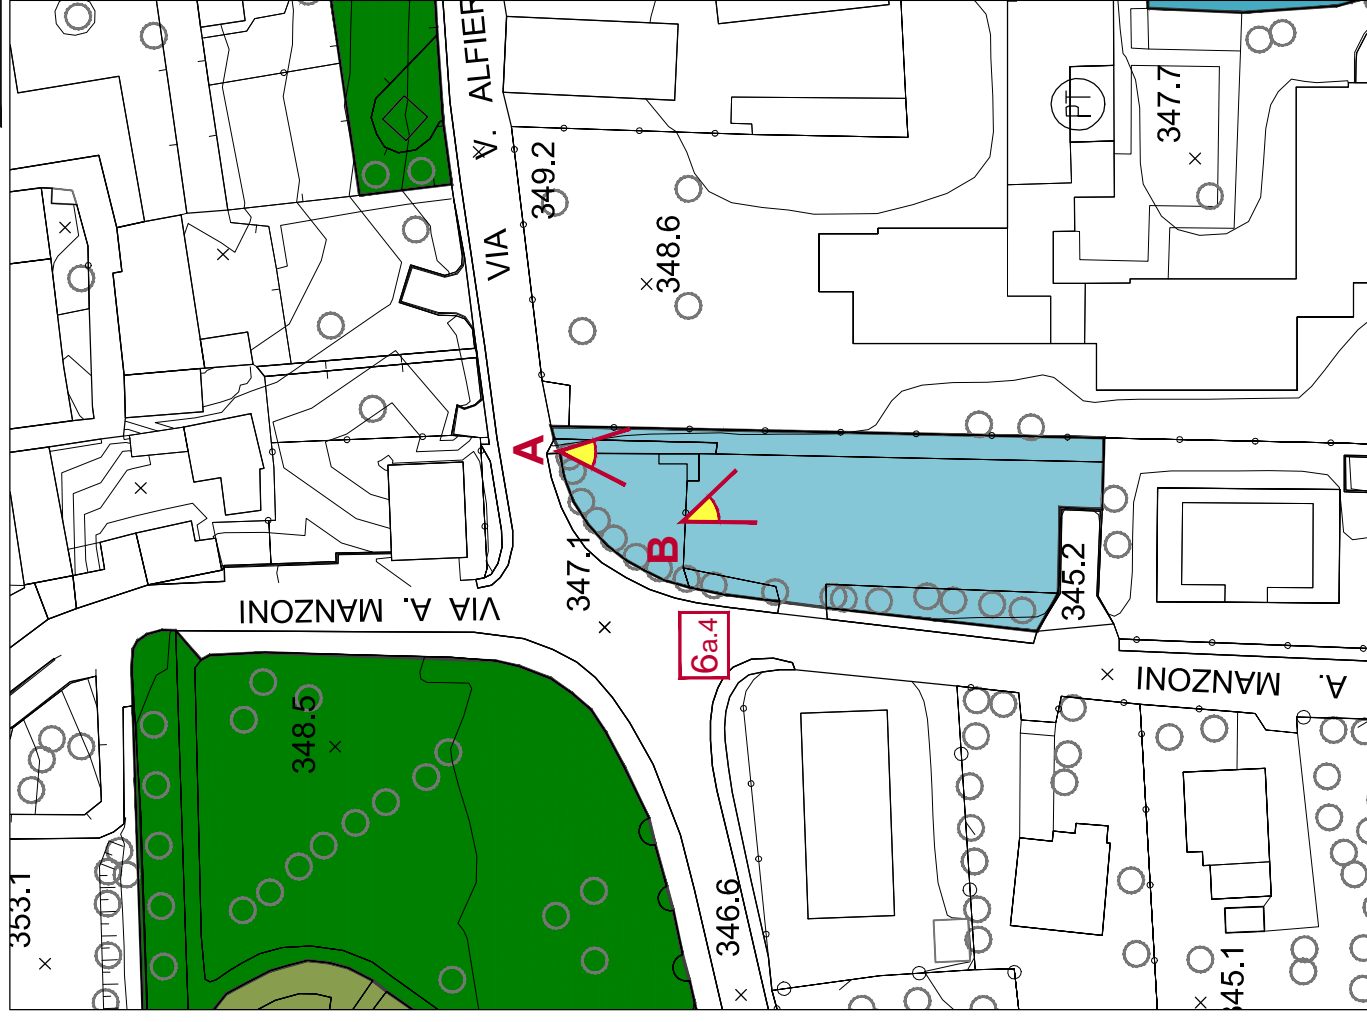 VIA V. ALFIER
349.2
348.6
347.7
PT
A
B
347.1
VIA A. MANZONI
6a.4
345.2
A. MANZONI
348.5
353.1
346.6
345.1